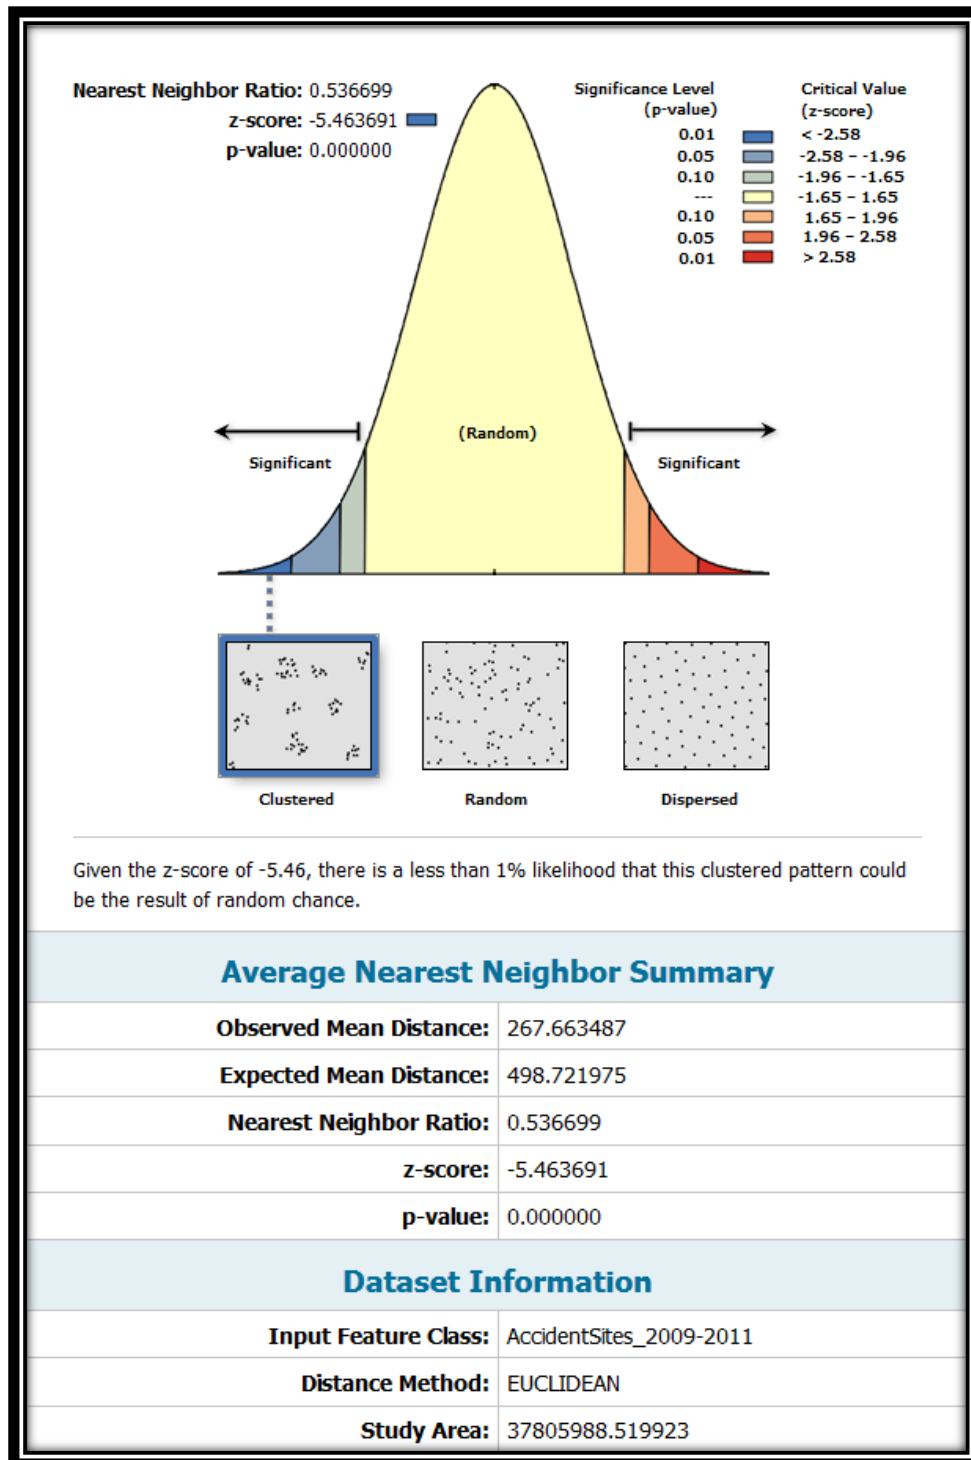 Nearest Neighbor Ratio: 0.536699
z-score: -5.463691
p-value: 0.000000
Significance Level
(p-value)
Critical Value
(z-score)
0.01 < -2.58
0.05 -2.58 – -1.96
0.10 -1.96 – -1.65
--- -1.65 – 1.65
0.10 1.65 – 1.96
0.05 1.96 – 2.58
0.01 > 2.58
(Random)
Significant
Significant
Clustered
Random
Dispersed
Given the z-score of -5.46, there is a less than 1% likelihood that this clustered pattern could
be the result of random chance.
Average Nearest Neighbor Summary
Observed Mean Distance: 267.663487
Expected Mean Distance: 498.721975
Nearest Neighbor Ratio: 0.536699
z-score: -5.463691
p-value: 0.000000
Dataset Information
Input Feature Class: AccidentSites_2009-2011
Distance Method: EUCLIDEAN
Study Area: 37805988.519923